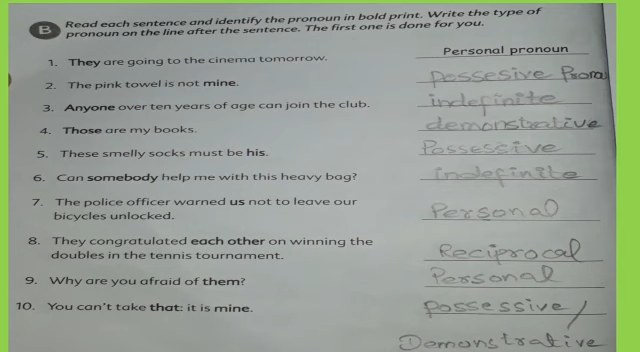 B Read each sentence and identify the pronoun in bold print. Write the type of
pronoun on the line after the sentence. The first one is done for you.
1. They are going to the cinema tomorrow. Personal pronoun
2. The pink towel is not mine. possesive Prono
3. Anyone over ten years of age can join the club. indefinite
4. Those are my books. demonstrative
5. These smelly socks must be his. Possessive
6. Can somebody help me with this heavy bag? indefinite
7. The police officer warned us not to leave our
bicycles unlocked. Personal
8. They congratulated each other on winning the
doubles in the tennis tournament. Reciprocal
9. Why are you afraid of them? Personal
10. You can't take that: it is mine. possessive/
Demonstrative